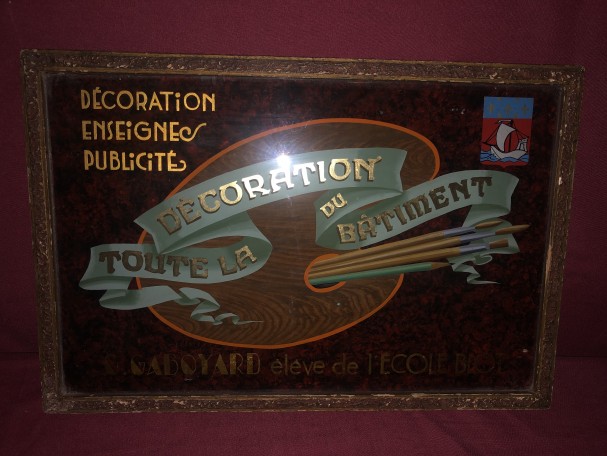 DÉCORATION
ENSEIGNES
PUBLICITÉ
TOUTE LA DÉCORATION
DU BÂTIMENT
élève de l'ECOLE